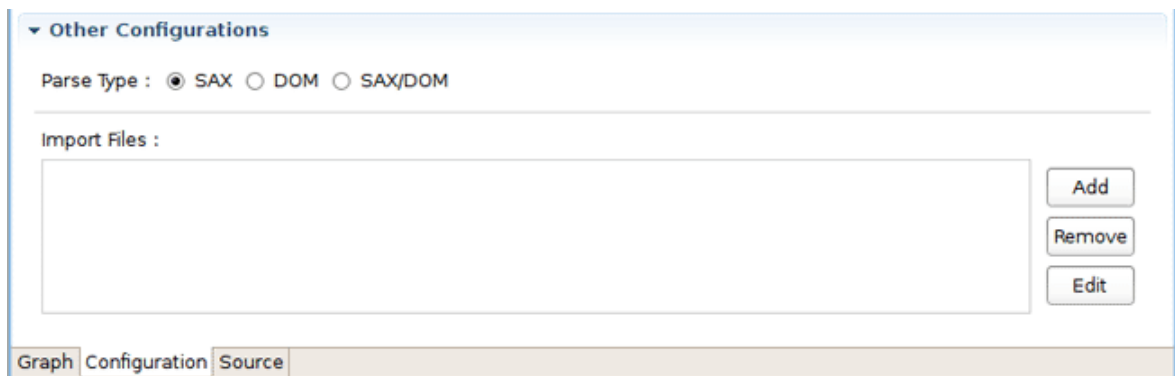 Other Configurations
Parse Type : SAX DOM SAX/DOM
Import Files :
Add
Remove
Edit
Graph Configuration Source